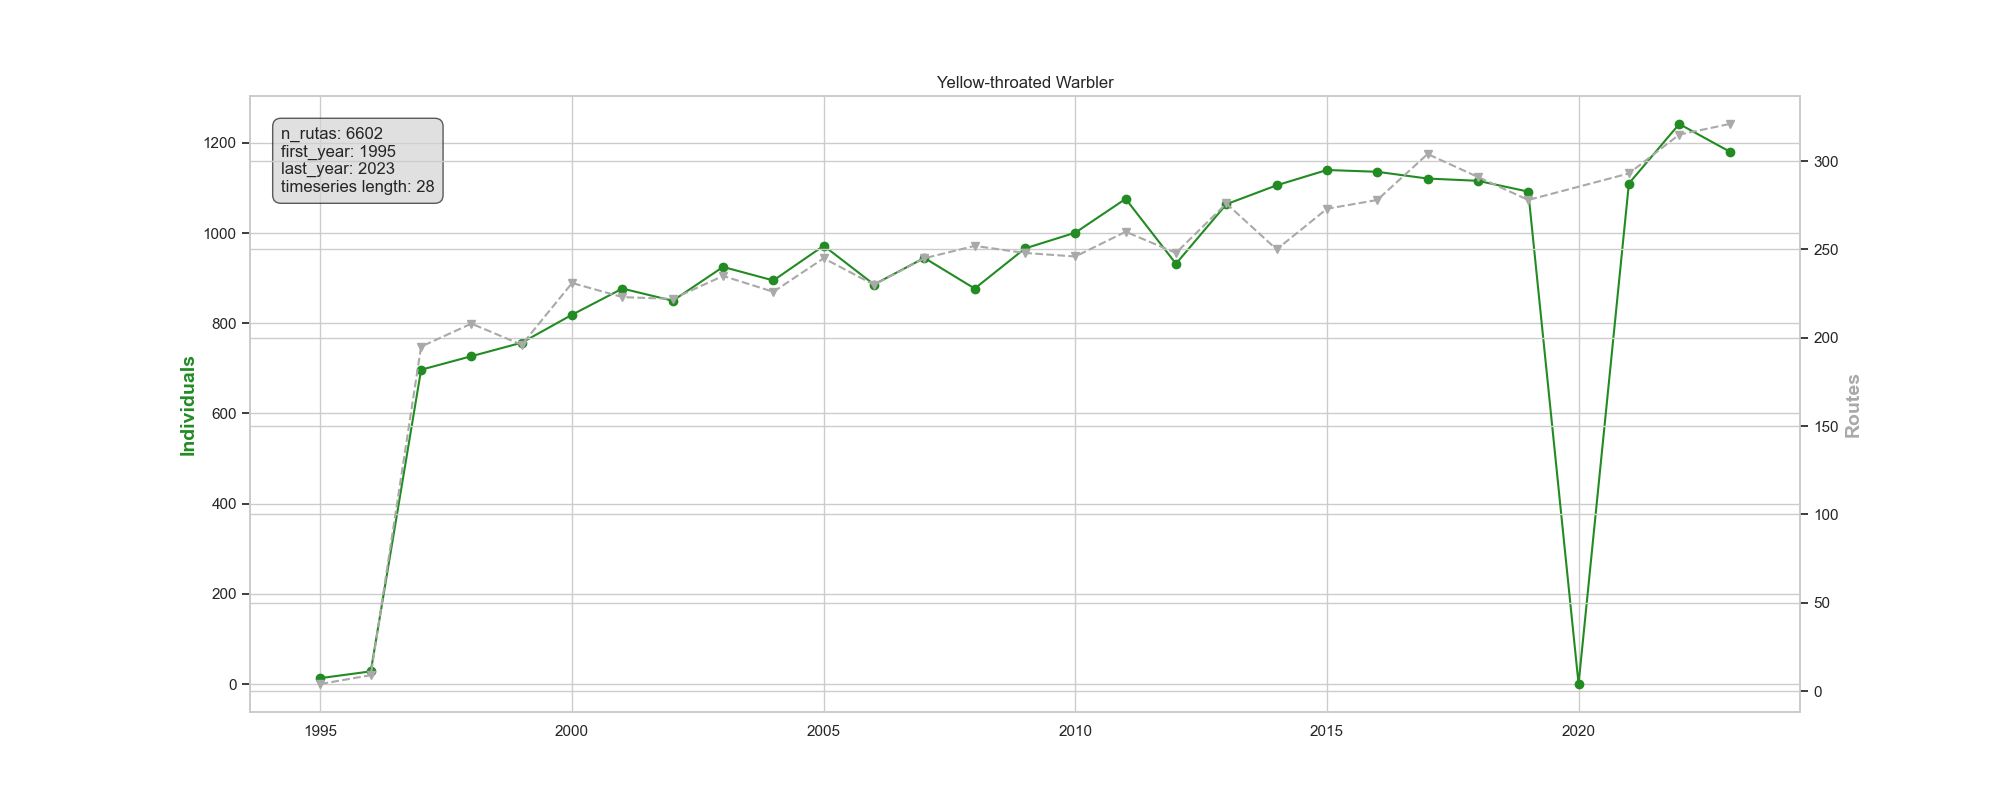 Yellow-throated Warbler
n_rutas: 6602
first_year: 1995
last_year: 2023
timeseries length: 28
1200
1000
800
600
400
200
0
Individuals
300
250
200
150
100
50
0
Routes
1995
2000
2005
2010
2015
2020